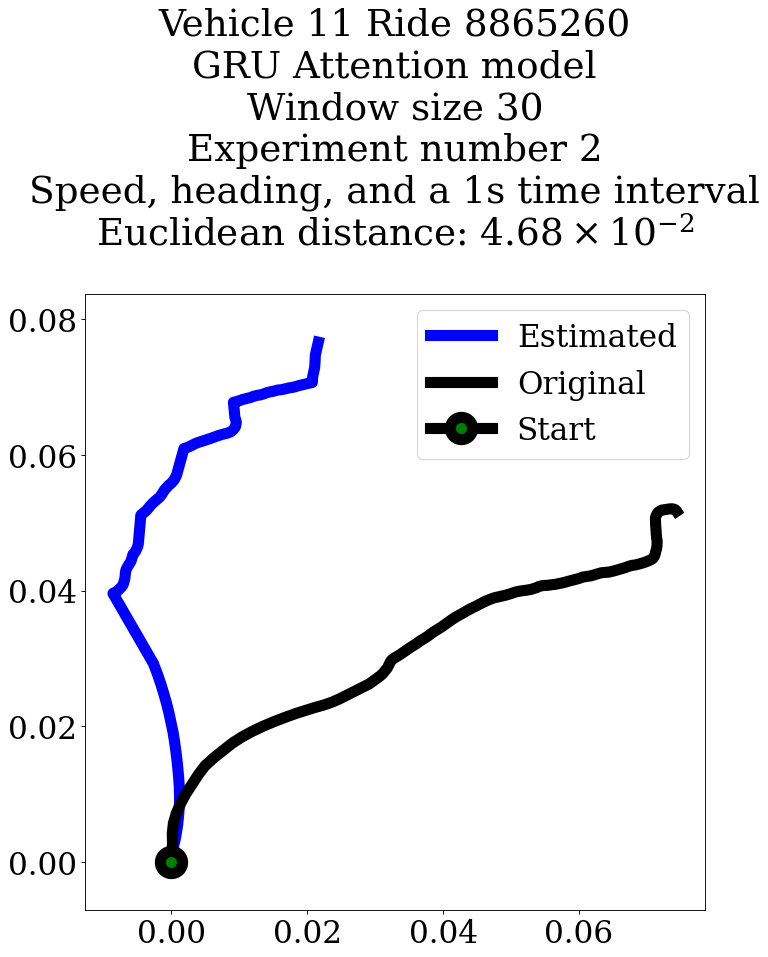 Vehicle 11 Ride 8865260
GRU Attention model
Window size 30
Experiment number 2
Speed, heading, and a 1s time interval
Euclidean distance: 4.68 × 10⁻²
0.08
0.06
0.04
0.02
0.00
Estimated
Original
Start
0.00 0.02 0.04 0.06